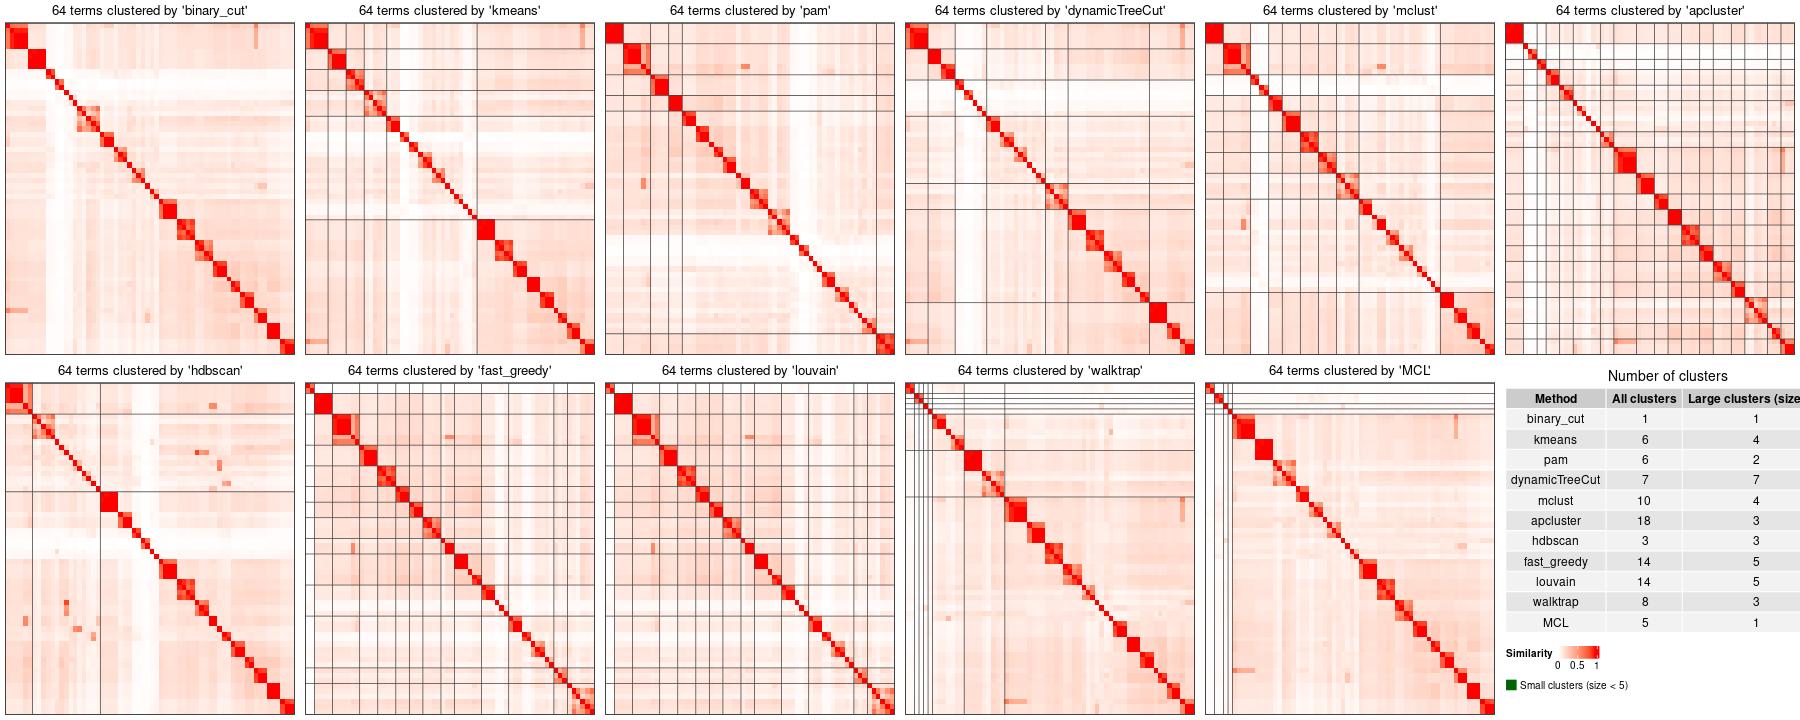 64 terms clustered by 'binary_cut'
64 terms clustered by 'kmeans'
64 terms clustered by 'pam'
64 terms clustered by 'dynamicTreeCut'
64 terms clustered by 'mclust'
64 terms clustered by 'apcluster'
64 terms clustered by 'hdbscan'
64 terms clustered by 'fast_greedy'
64 terms clustered by 'louvain'
64 terms clustered by 'walktrap'
64 terms clustered by 'MCL'
Number of clusters
Method All clusters Large clusters (size
binary_cut 1 1
kmeans 6 4
pam 6 2
dynamicTreeCut 7 7
mclust 10 4
apcluster 18 3
hdbscan 3 3
fast_greedy 14 5
louvain 14 5
walktrap 8 3
MCL 5 1
Similarity
0 0.5 1
Small clusters (size < 5)